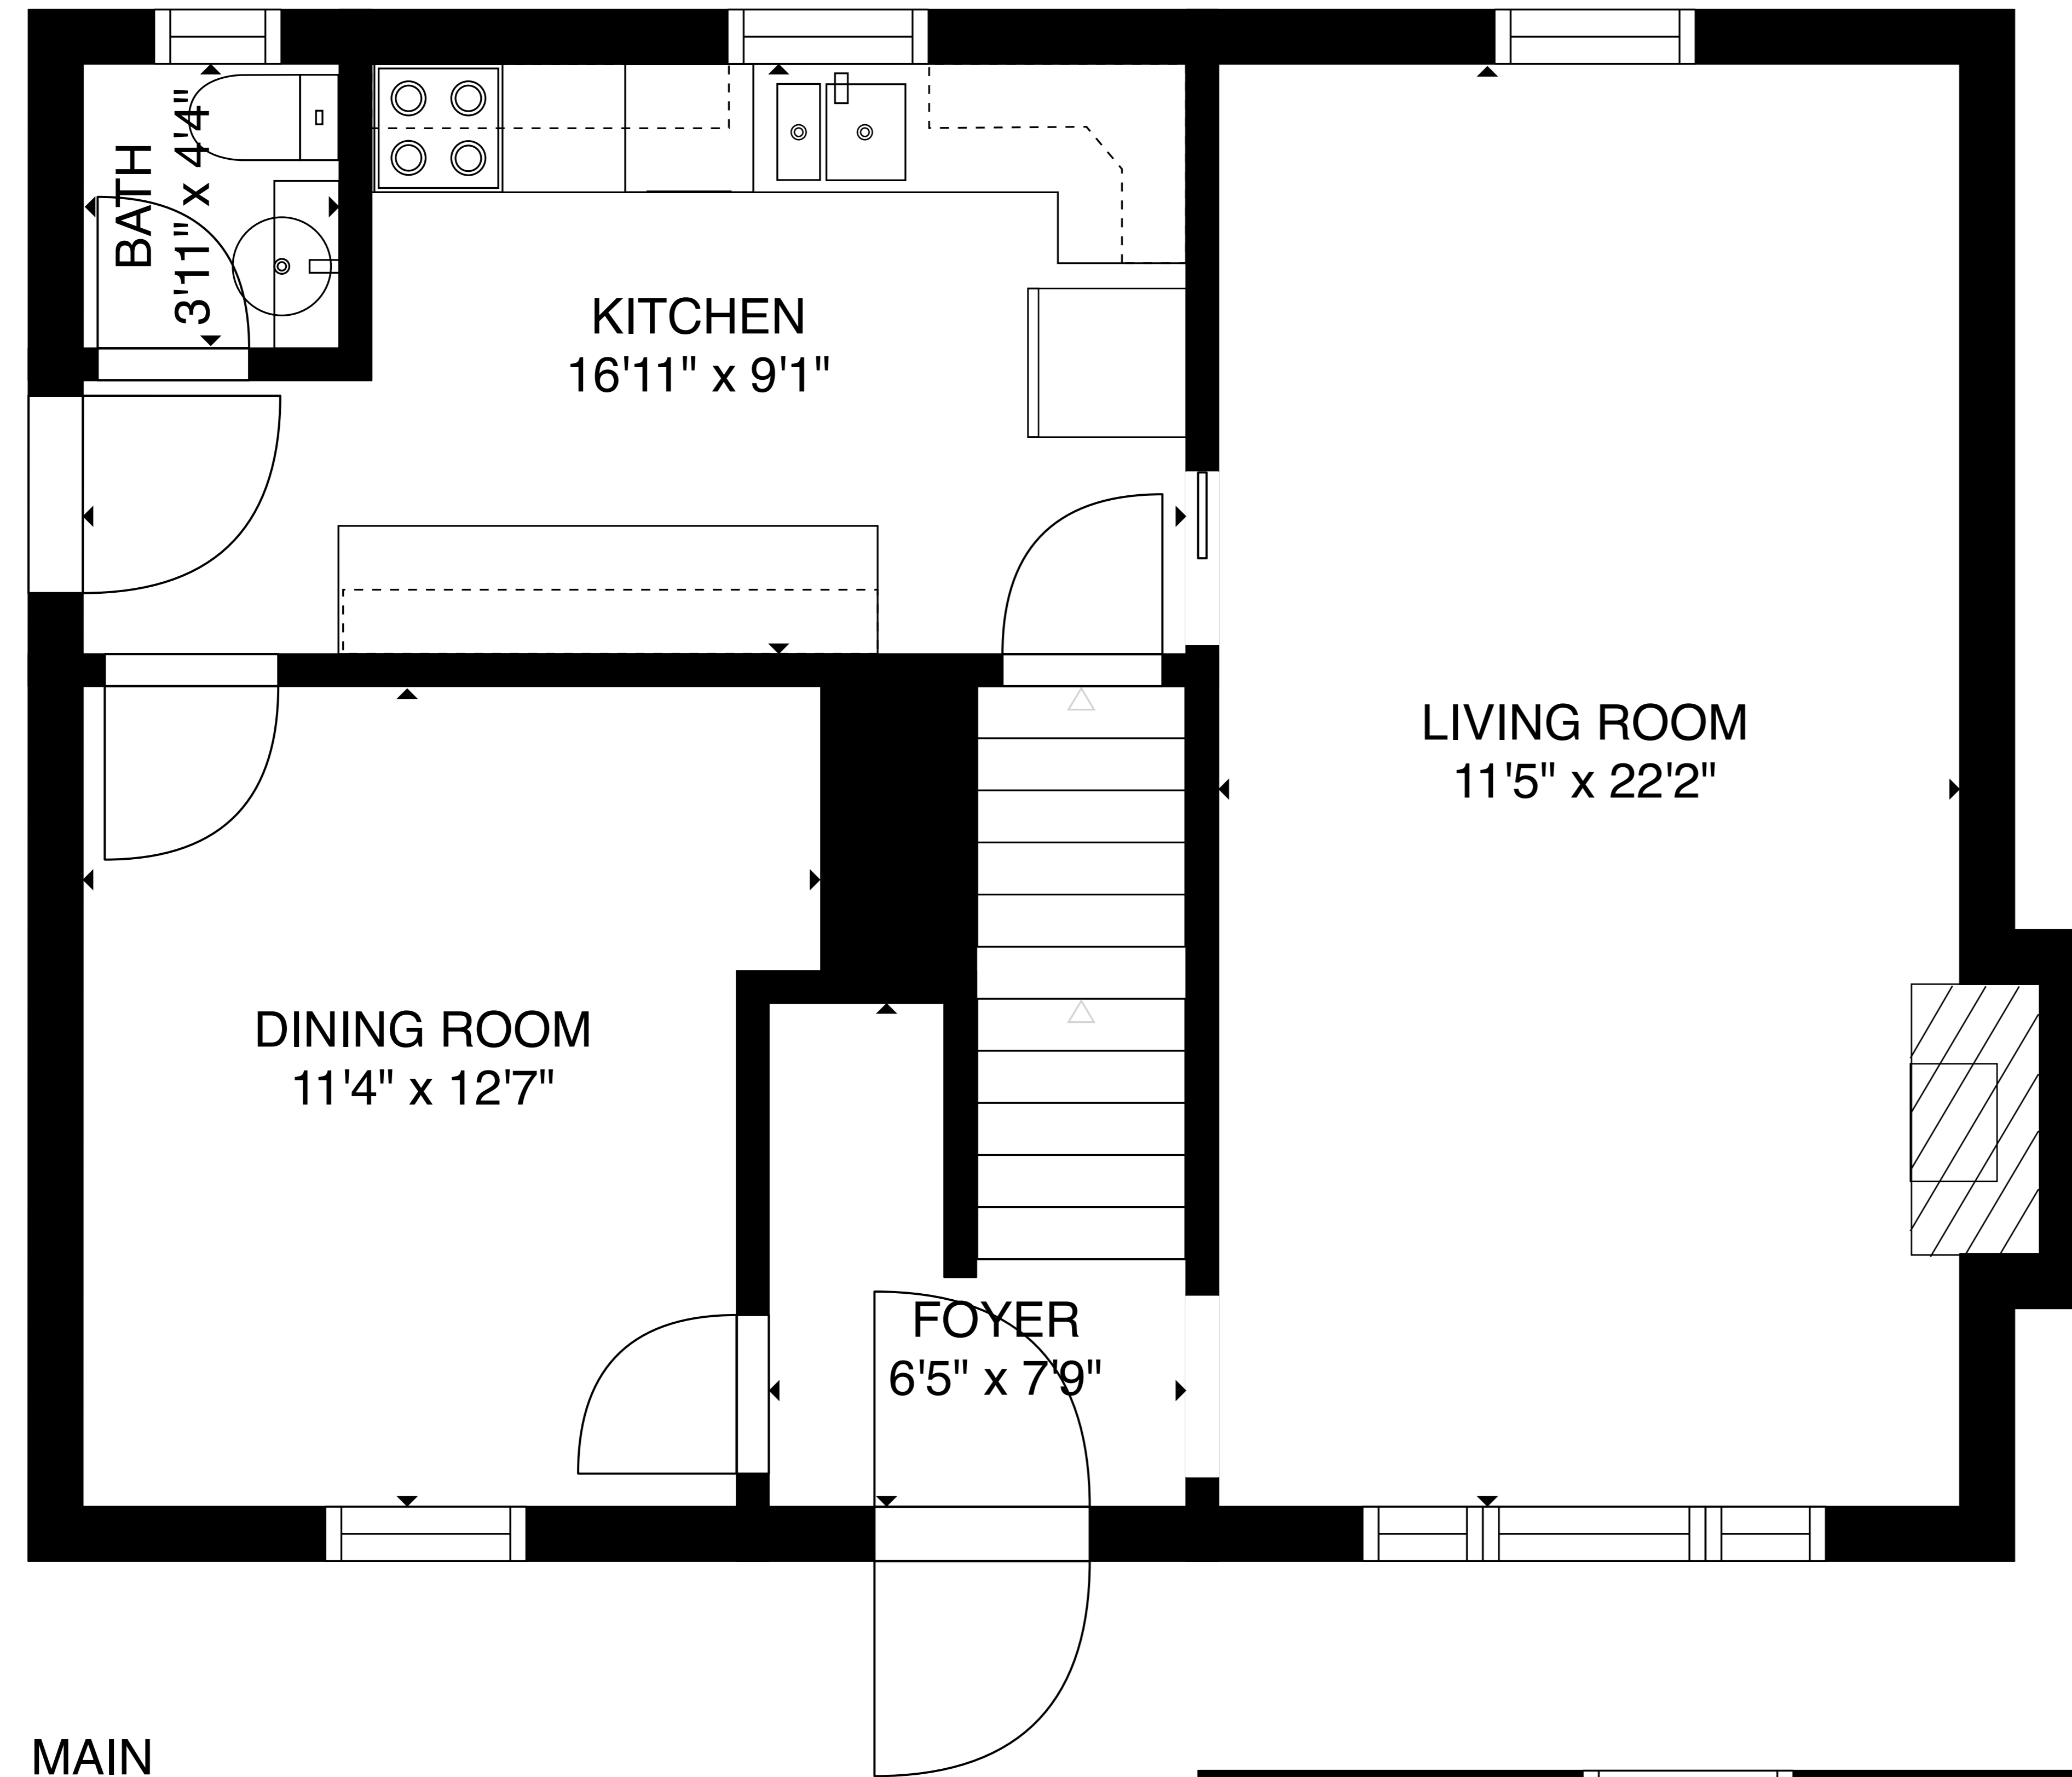 BATH
3'11" x 4'4"
KITCHEN
16'11" x 9'1"
LIVING ROOM
11'5" x 22'2"
DINING ROOM
11'4" x 12'7"
FOYER
6'5" x 7'9"
MAIN